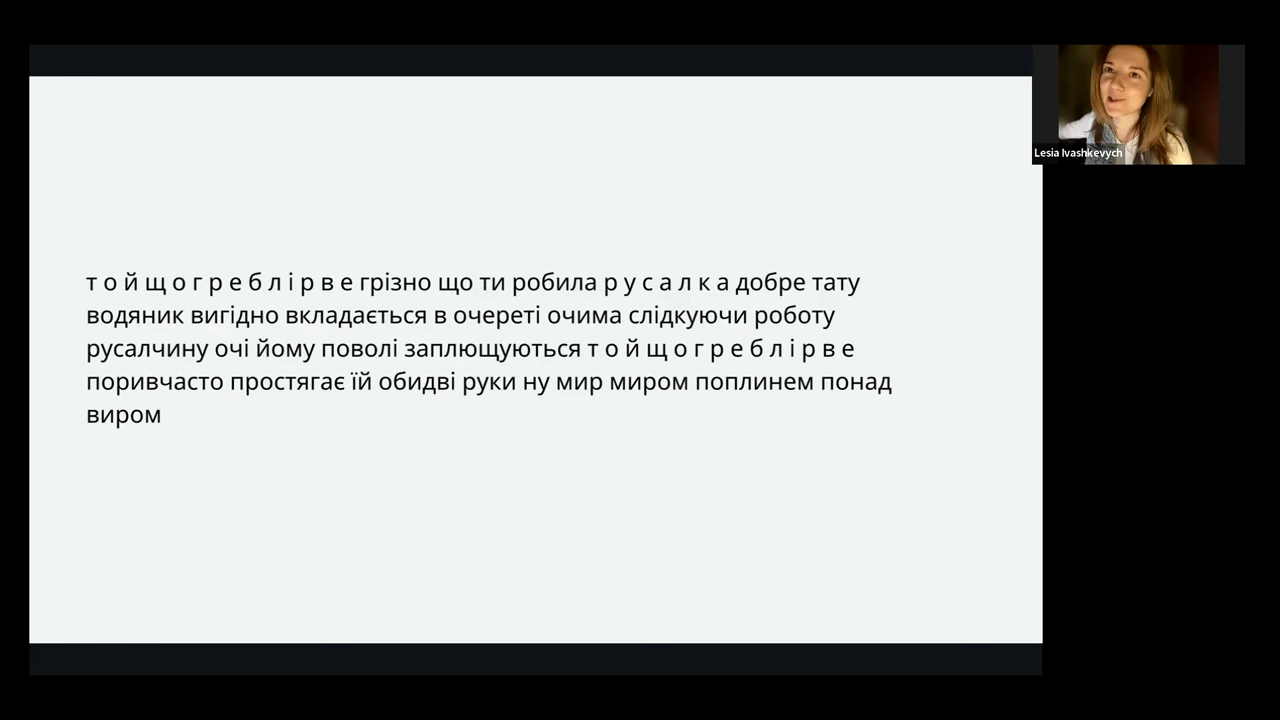 Lesia Ivashkevych
т о й щ о г р е б л і р в е грізно що ти робила р у с а л к а добре тату
водяник вигідно вкладається в очереті очима слідкуючи роботу
русалчину очі йому поволі заплющуються т о й щ о г р е б л і р в е
поривчасто простягає їй обидві руки ну мир миром поплинем понад
виром